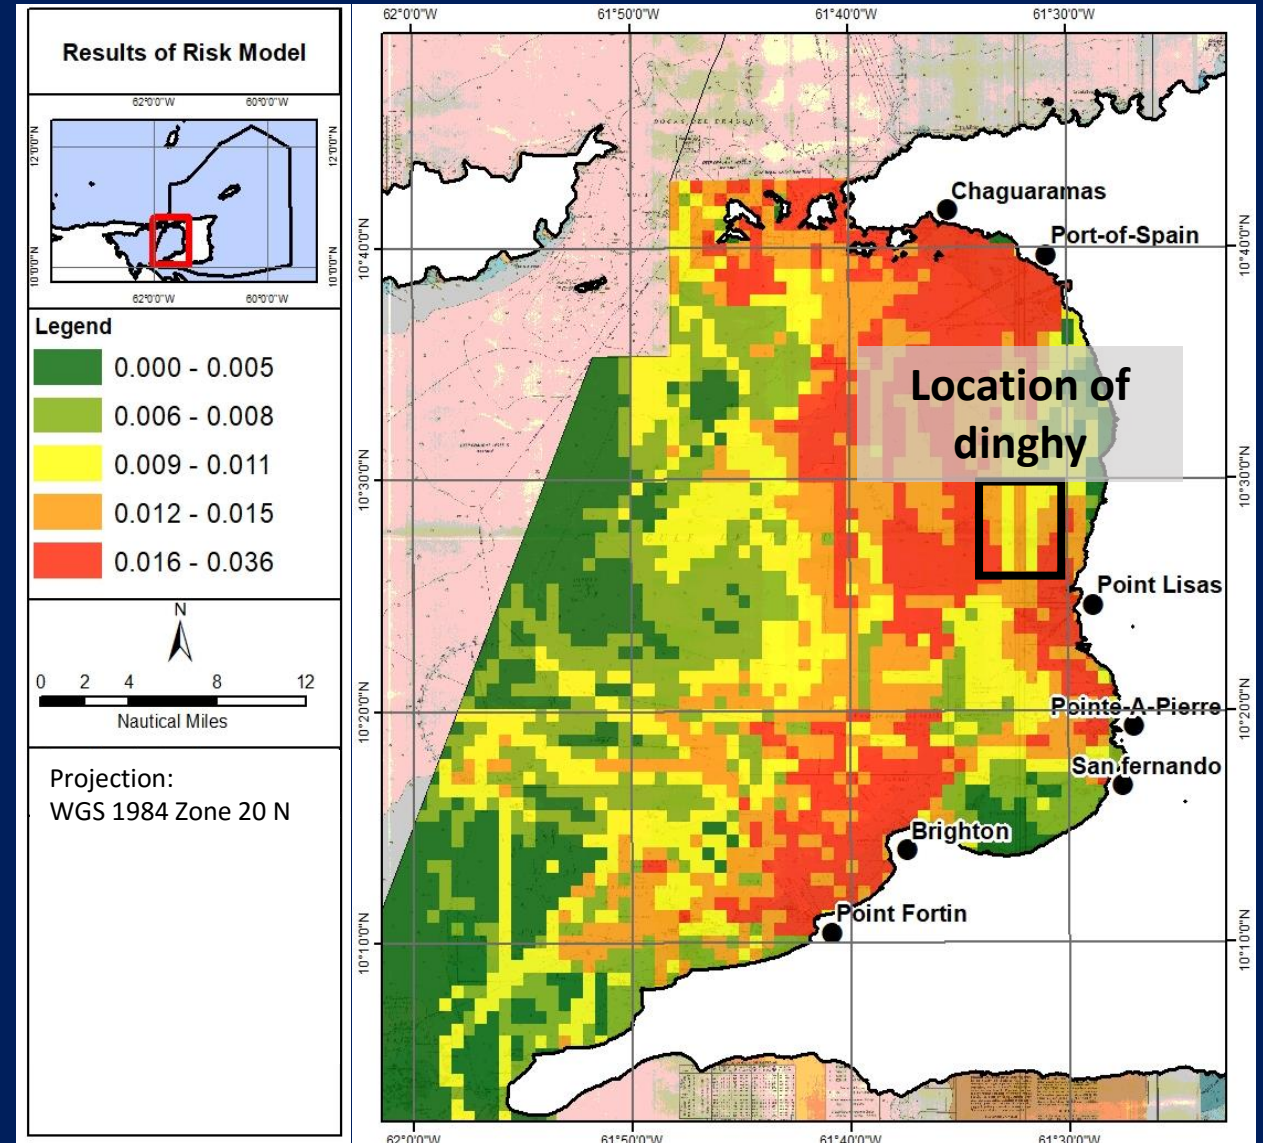 Results of Risk Model
62°0'0"W
60°0'0"W
12°0'0"N
12°0'0"N
10°0'0"N
10°0'0"N
62°0'0"W
60°0'0"W
Legend
0.000 - 0.005
0.006 - 0.008
0.009 - 0.011
0.012 - 0.015
0.016 - 0.036
N
0 2 4 8 12
Nautical Miles
Projection:
WGS 1984 Zone 20 N
62°0'0"W
61°50'0"W
61°40'0"W
61°30'0"W
Chaguaramas
10°40'0"N
Port-of-Spain
10°40'0"N
Location of
dinghy
10°30'0"N
10°30'0"N
Point Lisas
10°20'0"N
Pointe-A-Pierre
10°20'0"N
San fernando
Brighton
Point Fortin
10°10'0"N
10°10'0"N
62°0'0"W
61°50'0"W
61°40'0"W
61°30'0"W